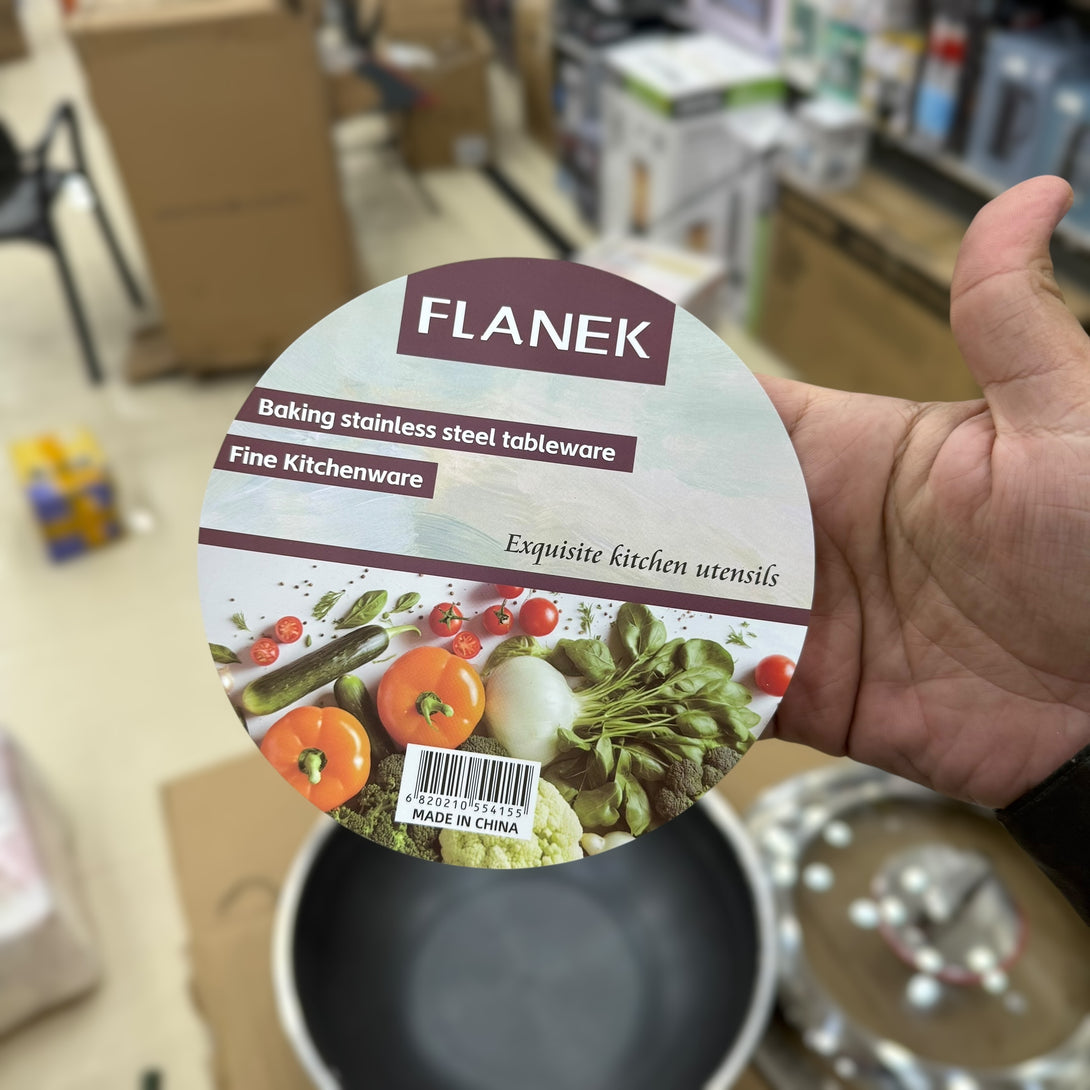 FLANEK
Baking stainless steel tableware
Fine Kitchenware
Exquisite kitchen utensils
6 820210 554155
MADE IN CHINA